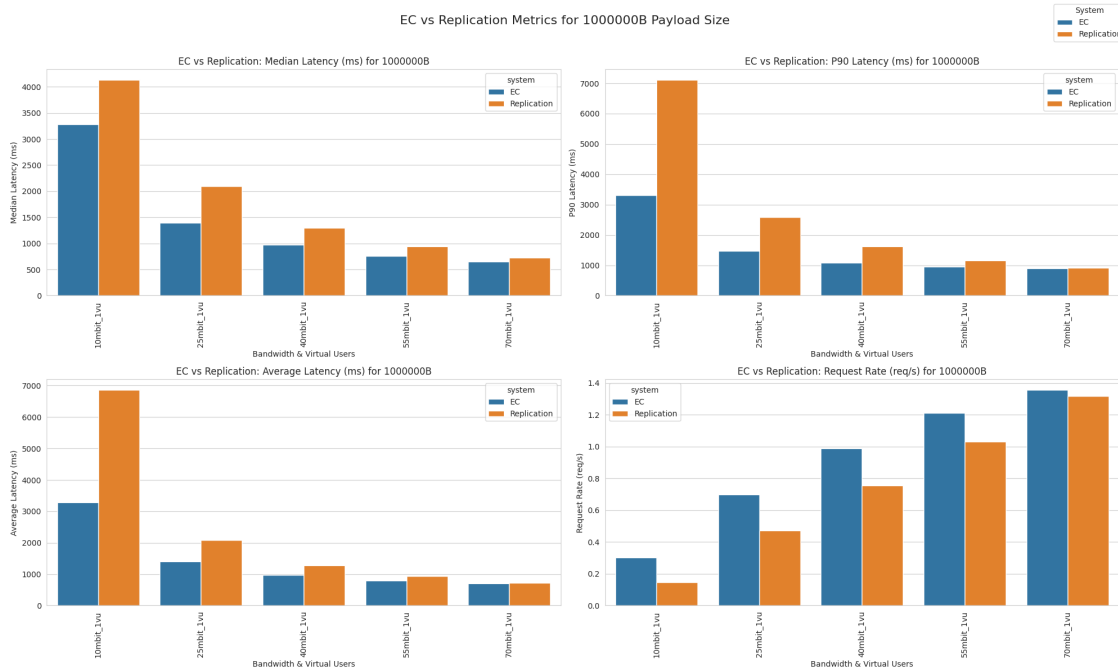 EC vs Replication Metrics for 1000000B Payload Size
System
EC
Replication
EC vs Replication: Median Latency (ms) for 1000000B
system
EC
Replication
4000
3500
3000
2500
2000
1500
1000
500
0
Median Latency (ms)
10mbit_1vu
25mbit_1vu
40mbit_1vu
55mbit_1vu
70mbit_1vu
Bandwidth & Virtual Users
EC vs Replication: P90 Latency (ms) for 1000000B
system
EC
Replication
7000
6000
5000
4000
3000
2000
1000
0
P90 Latency (ms)
10mbit_1vu
25mbit_1vu
40mbit_1vu
55mbit_1vu
70mbit_1vu
Bandwidth & Virtual Users
EC vs Replication: Average Latency (ms) for 1000000B
system
EC
Replication
7000
6000
5000
4000
3000
2000
1000
0
Average Latency (ms)
10mbit_1vu
25mbit_1vu
40mbit_1vu
55mbit_1vu
70mbit_1vu
Bandwidth & Virtual Users
EC vs Replication: Request Rate (req/s) for 1000000B
system
EC
Replication
1.4
1.2
1.0
0.8
0.6
0.4
0.2
0.0
Request Rate (req/s)
10mbit_1vu
25mbit_1vu
40mbit_1vu
55mbit_1vu
70mbit_1vu
Bandwidth & Virtual Users